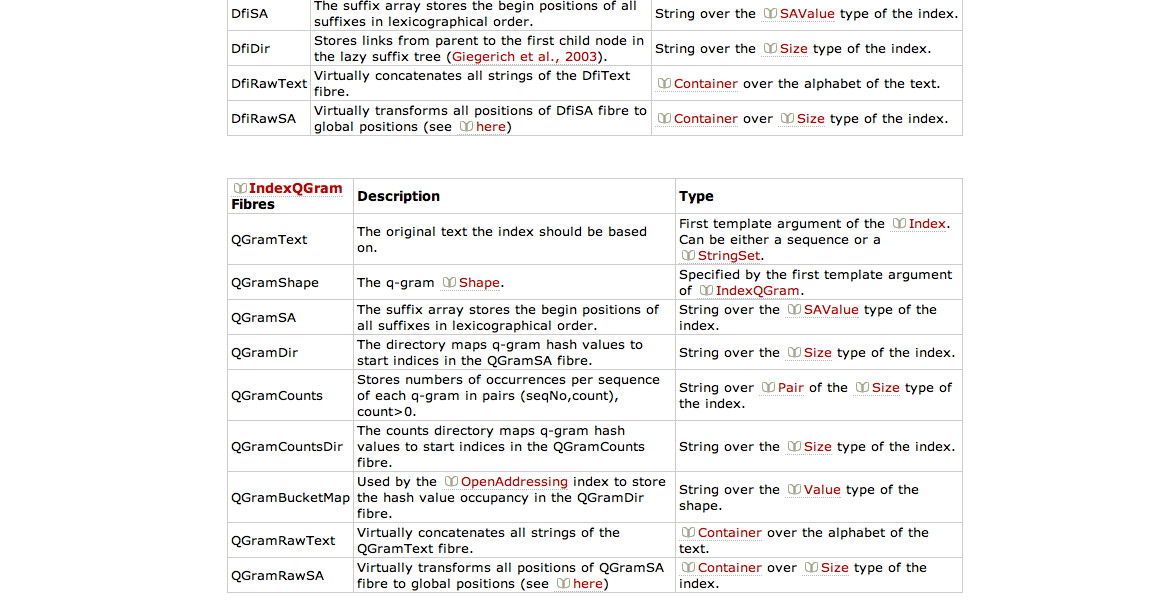 DfiSA The suffix array stores the begin positions of all suffixes in lexicographical order. String over the SAValue type of the index.
DfiDir Stores links from parent to the first child node in the lazy suffix tree (Giegerich et al., 2003). String over the Size type of the index.
DfiRawText Virtually concatenates all strings of the DfiText fibre. Container over the alphabet of the text.
DfiRawSA Virtually transforms all positions of DfiSA fibre to global positions (see here) Container over Size type of the index.
IndexQGram Fibres Description Type
QGramText The original text the index should be based on. First template argument of the Index. Can be either a sequence or a StringSet.
QGramShape The q-gram Shape. Specified by the first template argument of IndexQGram.
QGramSA The suffix array stores the begin positions of all suffixes in lexicographical order. String over the SAValue type of the index.
QGramDir The directory maps q-gram hash values to start indices in the QGramSA fibre. String over the Size type of the index.
QGramCounts Stores numbers of occurrences per sequence of each q-gram in pairs (seqNo,count), count>0. String over Pair of the Size type of the index.
QGramCountsDir The counts directory maps q-gram hash values to start indices in the QGramCounts fibre. String over the Size type of the index.
QGramBucketMap Used by the OpenAddressing index to store the hash value occupancy in the QGramDir fibre. String over the Value type of the shape.
QGramRawText Virtually concatenates all strings of the QGramText fibre. Container over the alphabet of the text.
QGramRawSA Virtually transforms all positions of QGramSA fibre to global positions (see here) Container over Size type of the index.